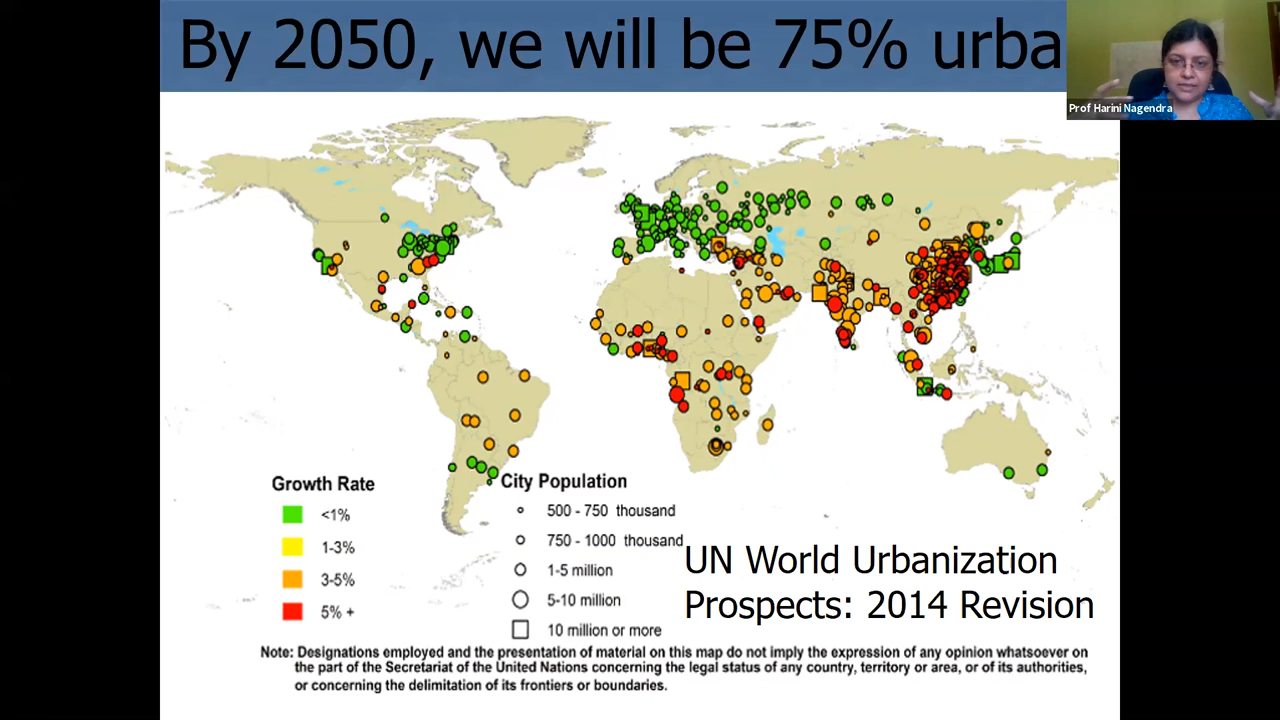 By 2050, we will be 75% urba
Prof Harini Nagendra
Growth Rate
<1%
1-3%
3-5%
5% +
City Population
500 - 750 thousand
750 - 1000 thousand
1-5 million
5-10 million
10 million or more
UN World Urbanization
Prospects: 2014 Revision
Note: Designations employed and the presentation of material on this map do not imply the expression of any opinion whatsoever on
the part of the Secretariat of the United Nations concerning the legal status of any country, territory or area, or of its authorities,
or concerning the delimitation of its frontiers or boundaries.